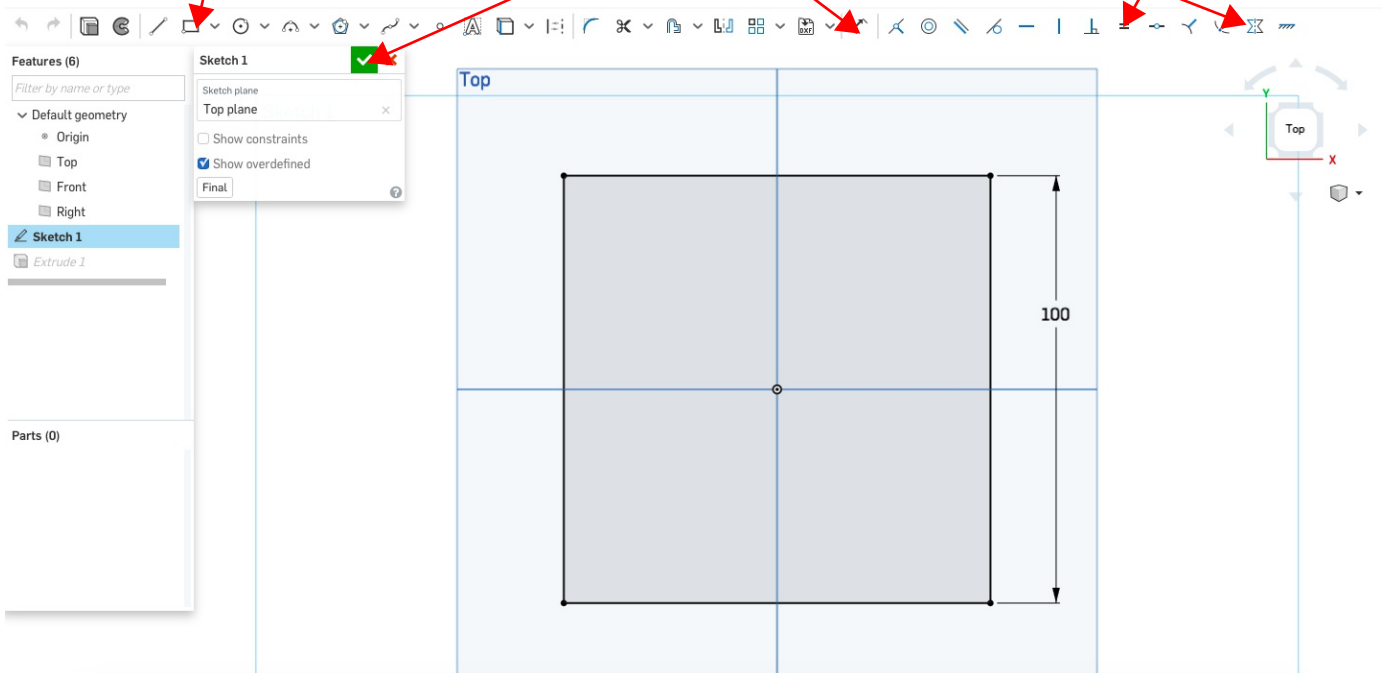 DXF
Features (6)
Filter by name or type
Default geometry
Origin
Top
Front
Right
Sketch 1
Extrude 1
Parts (0)
Sketch 1
Sketch plane
Top plane
Show constraints
Show overdefined
Final
Top
100
Y
Top
X